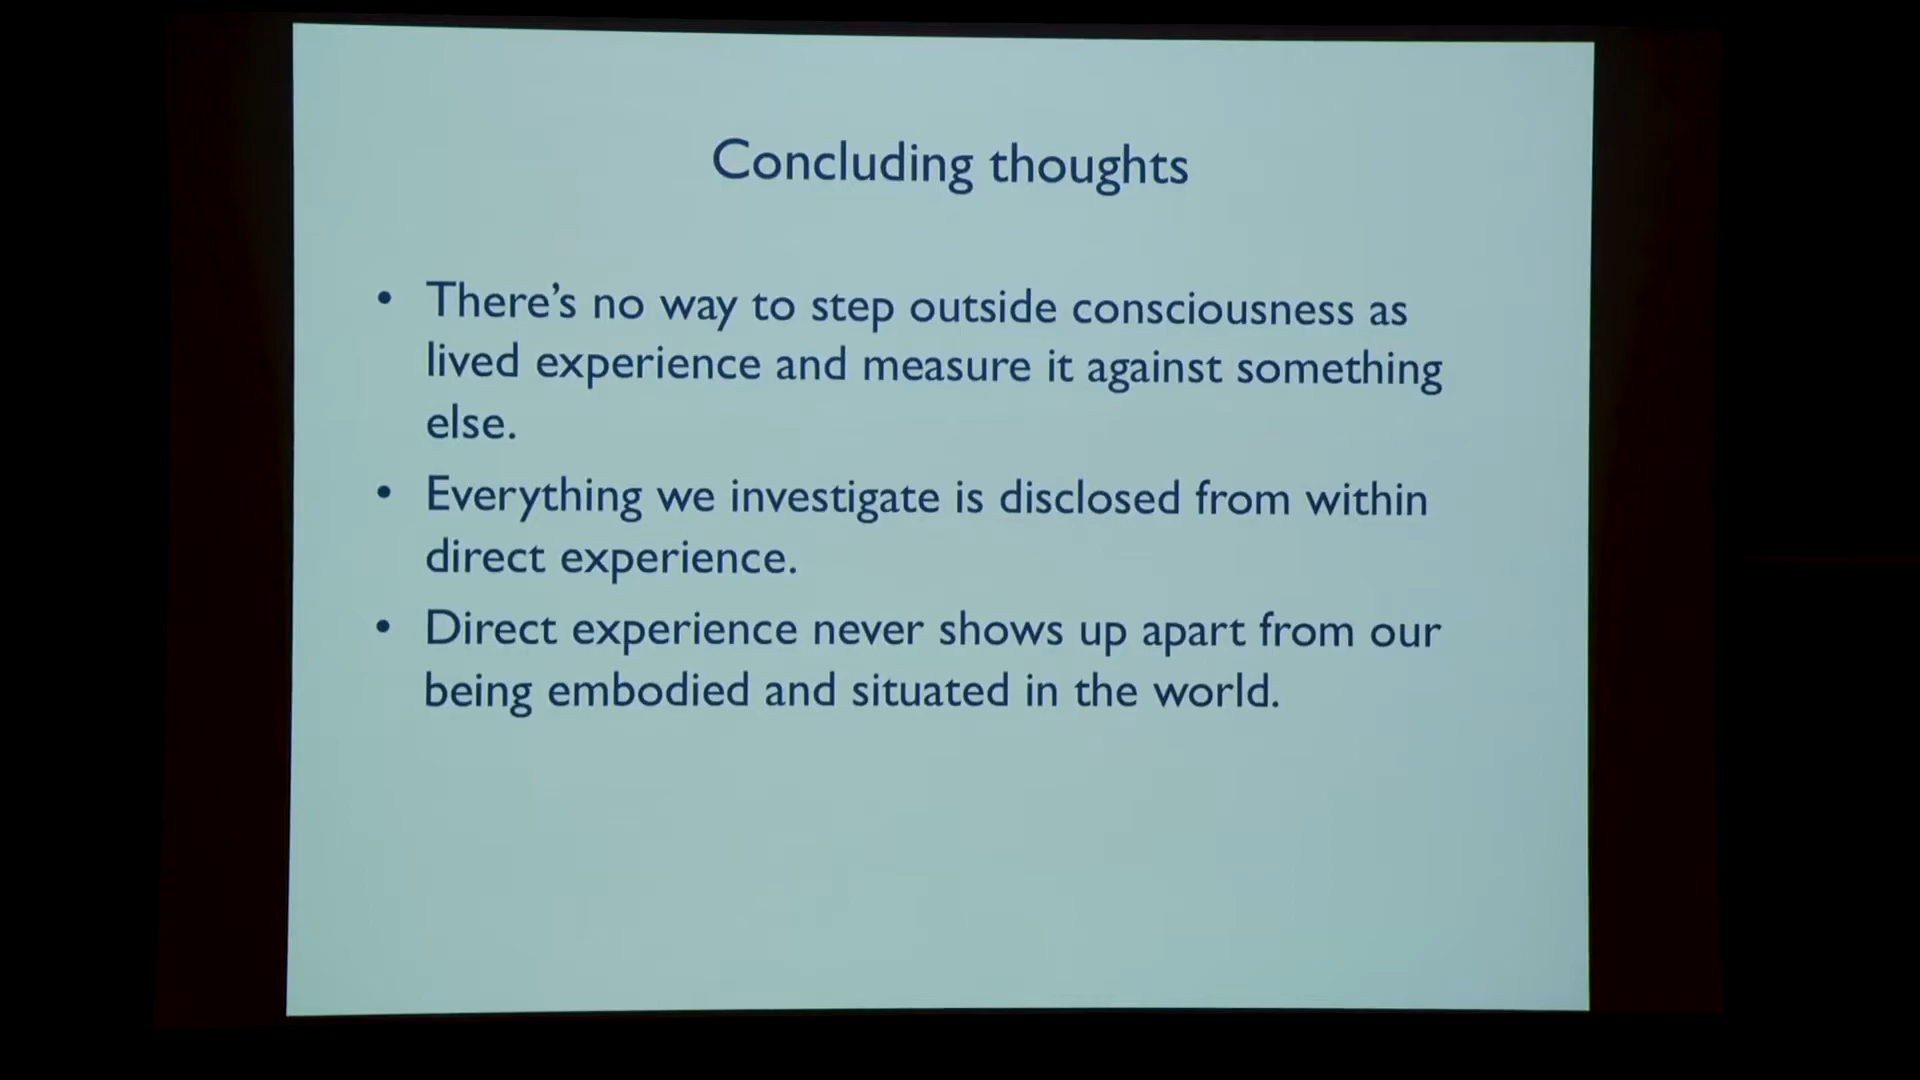 Concluding thoughts
• There's no way to step outside consciousness as
lived experience and measure it against something
else.
• Everything we investigate is disclosed from within
direct experience.
• Direct experience never shows up apart from our
being embodied and situated in the world.